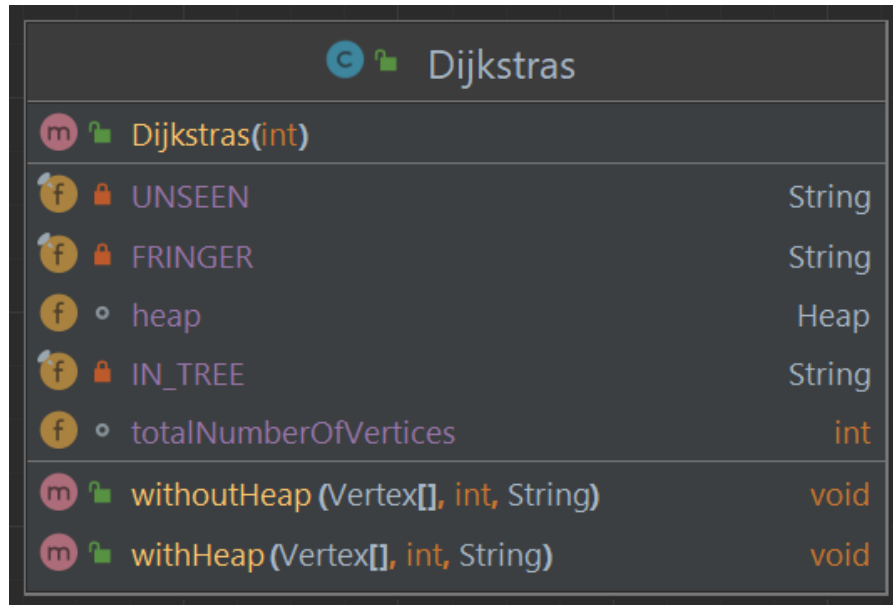 C Dijkstras
m Dijkstras(int)
f UNSEEN String
f FRINGER String
f heap Heap
f IN_TREE String
f totalNumberOfVertices int
m withoutHeap(Vertex[], int, String) void
m withHeap(Vertex[], int, String) void